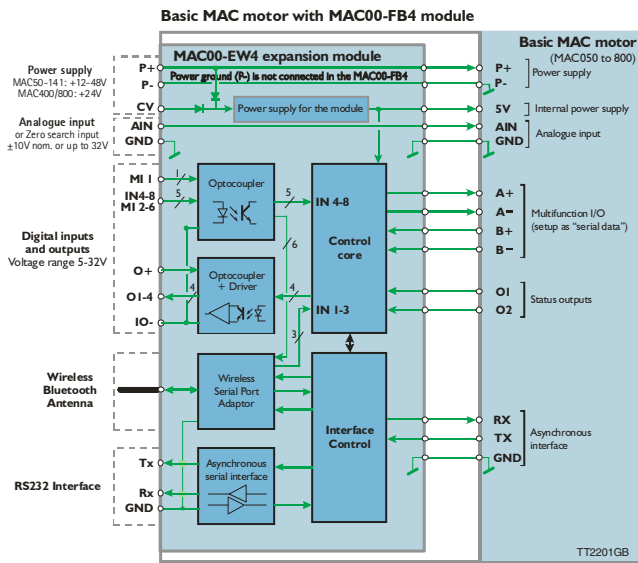 Basic MAC motor with MAC00-FB4 module
MAC00-EW4 expansion module
Basic MAC motor
(MAC050 to 800)
Power supply
MAC50-141: +12-48V
MAC400/800: +24V
P+
P-
CV
Power ground (P-) is not connected in the MAC00-FB4
Power supply for the module
P+
P-
Power supply
5V
Internal power supply
Analogue input
or Zero search input
±10V nom. or up to 32V
AIN
GND
AIN
GND
Analogue input
Digital inputs
and outputs
Voltage range 5-32V
MI 1
IN4-8
MI 2-6
1
5
Optocoupler
5
6
IN 4-8
Control
core
IN 1-3
A+
A-
B+
B-
Multifunction I/O
(setup as "serial data")
O+
O1-4
IO-
4
Optocoupler
+ Driver
4
3
O1
O2
Status outputs
Wireless
Bluetooth
Antenna
Wireless
Serial Port
Adaptor
Interface
Control
RX
TX
GND
Asynchronous
interface
RS232 Interface
Tx
Rx
GND
Asynchronous
serial interface
TT2201GB